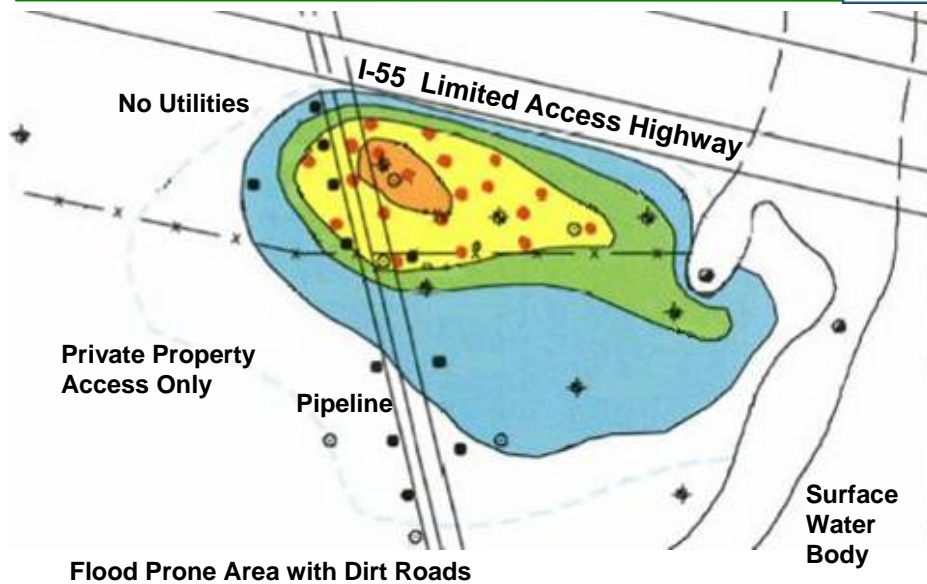 I-55 Limited Access Highway
No Utilities
Private Property
Access Only
Pipeline
Surface
Water
Body
Flood Prone Area with Dirt Roads